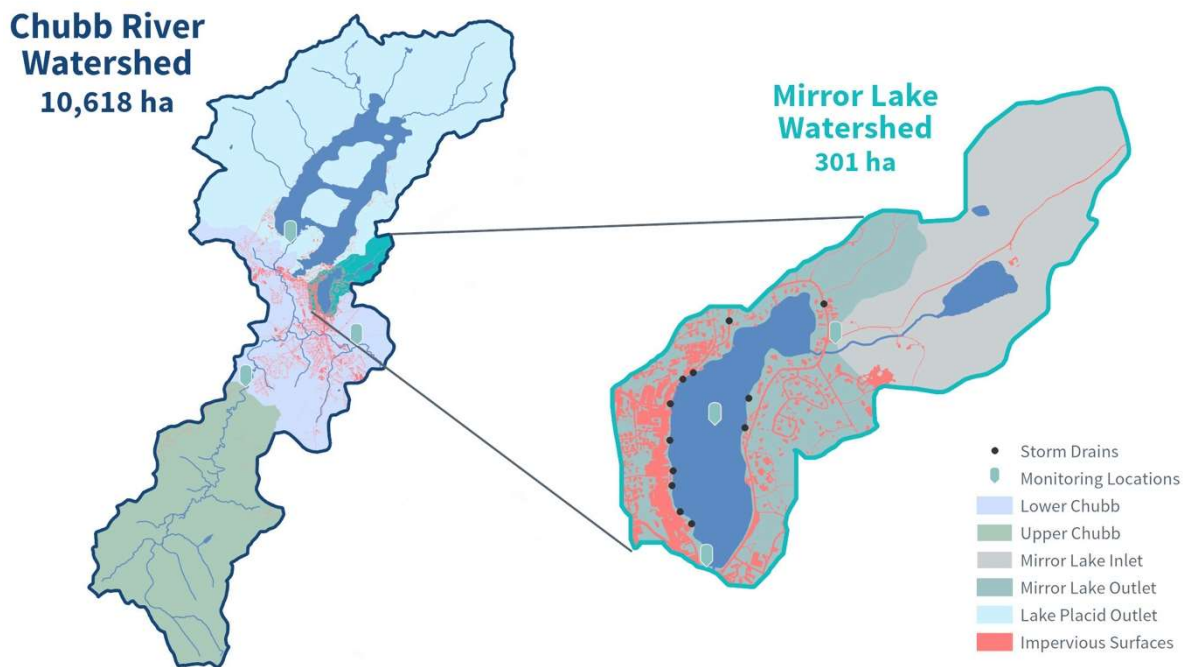 Chubb River
Watershed
10,618 ha
Mirror Lake
Watershed
301 ha
Storm Drains
Monitoring Locations
Lower Chubb
Upper Chubb
Mirror Lake Inlet
Mirror Lake Outlet
Lake Placid Outlet
Impervious Surfaces